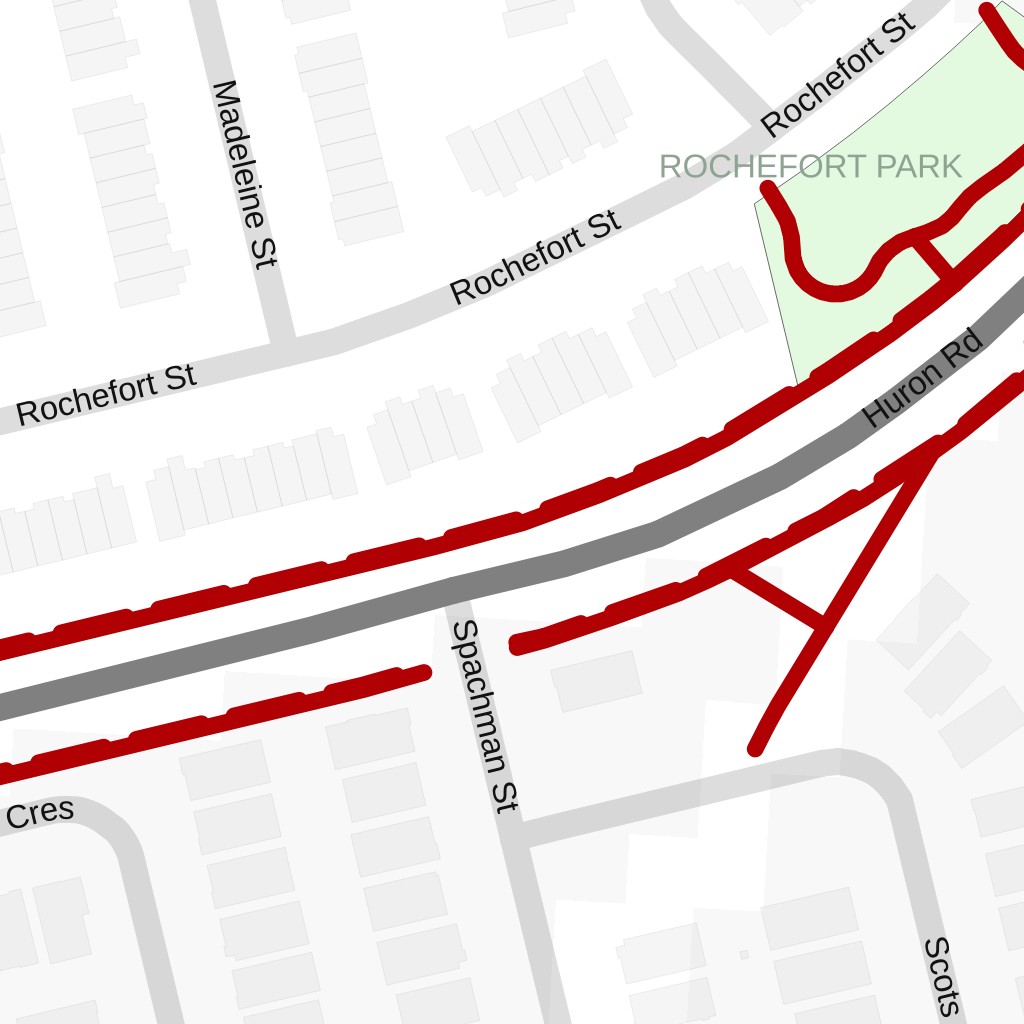 Rochefort St
Madeleine St
ROCHEFORT PARK
Rochefort St
Huron Rd
Rochefort St
Spachman St
Cres
Scots